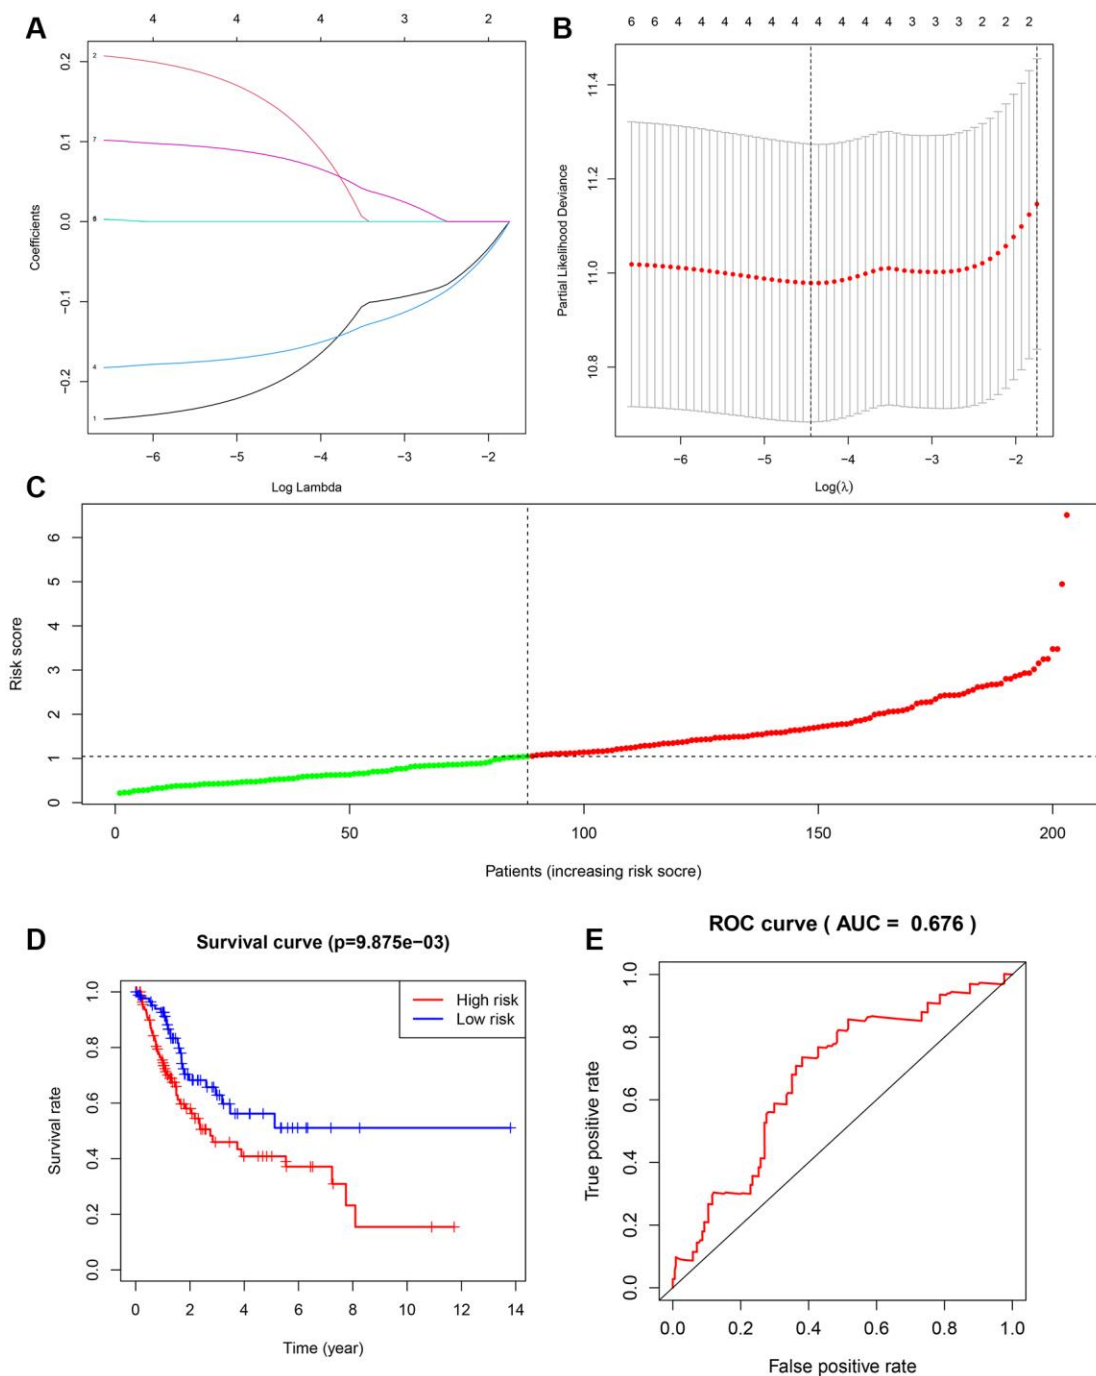 A
4 4 4 3 2
0.2
0.1
0.0
−0.1
−0.2
Coefficients
2
7
4
1
−6 −5 −4 −3 −2
Log Lambda
B
6 6 4 4 4 4 4 4 4 4 4 3 3 3 2 2 2
11.4
11.2
11.0
10.8
Partial Likelihood Deviance
−6 −5 −4 −3 −2
Log(λ)
C
6
5
4
3
2
1
0
Risk score
0 50 100 150 200
Patients (increasing risk socre)
D
Survival curve (p=9.875e−03)
High risk
Low risk
1.0
0.8
0.6
0.4
0.2
0.0
Survival rate
0 2 4 6 8 10 12 14
Time (year)
E
ROC curve ( AUC = 0.676 )
1.0
0.8
0.6
0.4
0.2
0.0
True positive rate
0.0 0.2 0.4 0.6 0.8 1.0
False positive rate